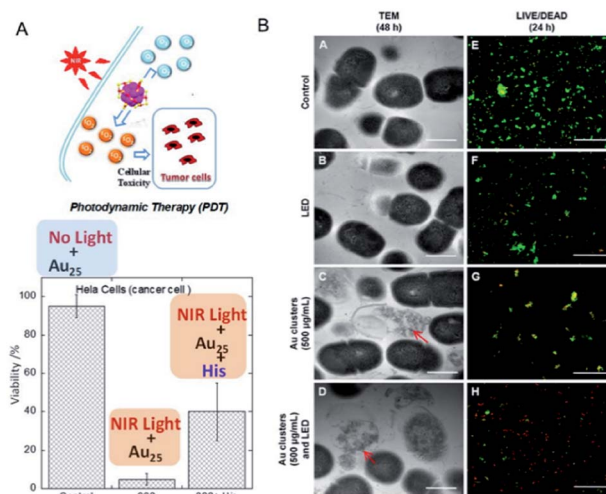 A
NIR
Cellular
Toxicity
Tumor cells
Photodynamic Therapy (PDT)
No Light
+
Au25
Hela Cells (cancer cell)
NIR Light
+
Au25
+
His
NIR Light
+
Au25
Viability /%
100
80
60
40
20
0
B
TEM
(48 h)
LIVE/DEAD
(24 h)
Control
A
E
LED
B
F
Au clusters
(500 µg/mL)
C
G
Au clusters
(500 µg/mL)
and LED
D
H